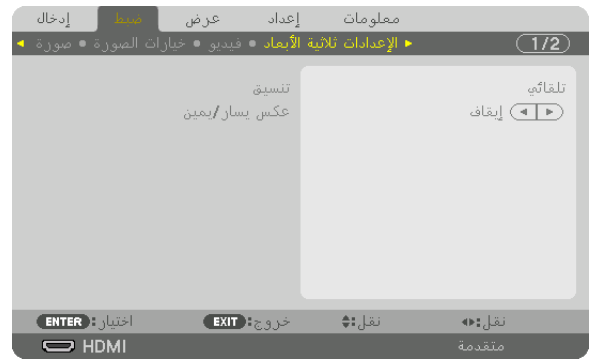 إدخال ضبط عرض إعداد معلومات
◄ صورة ● خيارات الصورة ● فيديو ● الإعدادات ثلاثية الأبعاد ► 1/2
تنسيق تلقائي
عكس يسار/يمين إيقاف
ENTER: اختيار EXIT: خروج نقل: نقل:
HDMI متقدمة